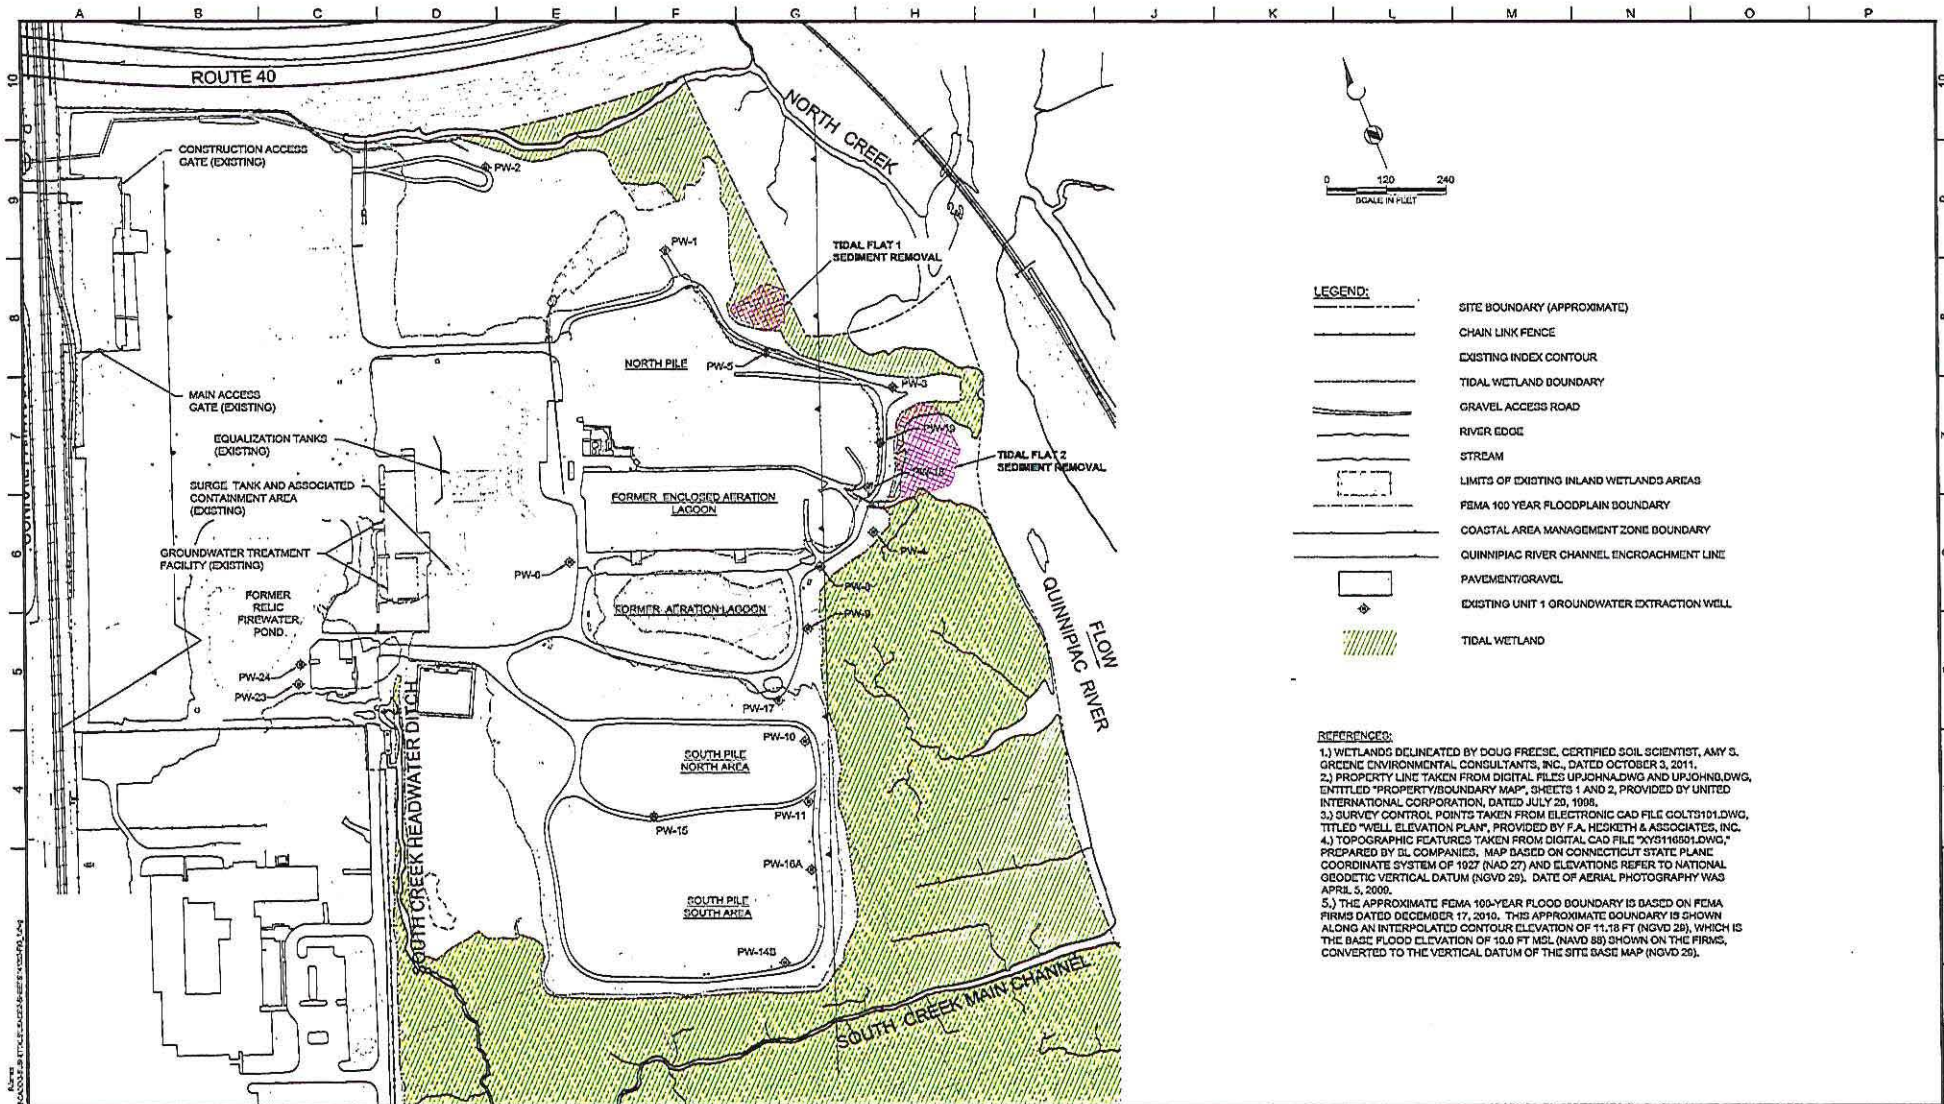 A B C D E F G H I J K L M N O P
10
9
8
7
6
5
4
ROUTE 40
CONSTRUCTION ACCESS
GATE (EXISTING)
PW-2
NORTH CREEK
PW-1
TIDAL FLAT 1
SEDIMENT REMOVAL
NORTH PILE
PW-5
PW-3
MAIN ACCESS
GATE (EXISTING)
EQUALIZATION TANKS
(EXISTING)
PW-19
TIDAL FLAT 2
SEDIMENT REMOVAL
PW-18
SURGE TANK AND ASSOCIATED
CONTAINMENT AREA
(EXISTING)
FORMER ENCLOSED AERATION
LAGOON
GROUNDWATER TREATMENT
FACILITY (EXISTING)
PW-4
PW-6
PW-8
FORMER
RELIC
FIREWATER
POND
FORMER AERATION LAGOON
PW-9
FLOW
QUINNIPIAC RIVER
PW-24
PW-23
PW-17
PW-10
SOUTH PILE
NORTH AREA
PW-11
PW-15
PW-16A
SOUTH CREEK HEADWATER DITCH
SOUTH PILE
SOUTH AREA
PW-14B
SOUTH CREEK MAIN CHANNEL
0 120 240
SCALE IN FEET
LEGEND:
SITE BOUNDARY (APPROXIMATE)
CHAIN LINK FENCE
EXISTING INDEX CONTOUR
TIDAL WETLAND BOUNDARY
GRAVEL ACCESS ROAD
RIVER EDGE
STREAM
LIMITS OF EXISTING INLAND WETLANDS AREAS
FEMA 100 YEAR FLOODPLAIN BOUNDARY
COASTAL AREA MANAGEMENT ZONE BOUNDARY
QUINNIPIAC RIVER CHANNEL ENCROACHMENT LINE
PAVEMENT/GRAVEL
EXISTING UNIT 1 GROUNDWATER EXTRACTION WELL
TIDAL WETLAND
REFERENCES:
1.) WETLANDS DELINEATED BY DOUG FREESE, CERTIFIED SOIL SCIENTIST, AMY S.
GREENE ENVIRONMENTAL CONSULTANTS, INC., DATED OCTOBER 3, 2011.
2.) PROPERTY LINE TAKEN FROM DIGITAL FILES UPJOHNA.DWG AND UPJOHNB.DWG,
ENTITLED "PROPERTY/BOUNDARY MAP", SHEETS 1 AND 2, PROVIDED BY UNITED
INTERNATIONAL CORPORATION, DATED JULY 20, 1998.
3.) SURVEY CONTROL POINTS TAKEN FROM ELECTRONIC CAD FILE COLTS101.DWG,
TITLED "WELL ELEVATION PLAN", PROVIDED BY F.A. HESKETH & ASSOCIATES, INC.
4.) TOPOGRAPHIC FEATURES TAKEN FROM DIGITAL CAD FILE "XYS116501.DWG,"
PREPARED BY BL COMPANIES. MAP BASED ON CONNECTICUT STATE PLANE
COORDINATE SYSTEM OF 1927 (NAD 27) AND ELEVATIONS REFER TO NATIONAL
GEODETIC VERTICAL DATUM (NGVD 29). DATE OF AERIAL PHOTOGRAPHY WAS
APRIL 5, 2000.
5.) THE APPROXIMATE FEMA 100-YEAR FLOOD BOUNDARY IS BASED ON FEMA
FIRMS DATED DECEMBER 17, 2010. THIS APPROXIMATE BOUNDARY IS SHOWN
ALONG AN INTERPOLATED CONTOUR ELEVATION OF 11.18 FT (NGVD 29), WHICH IS
THE BASE FLOOD ELEVATION OF 10.0 FT MSL (NAVD 88) SHOWN ON THE FIRMS,
CONVERTED TO THE VERTICAL DATUM OF THE SITE BASE MAP (NGVD 29).